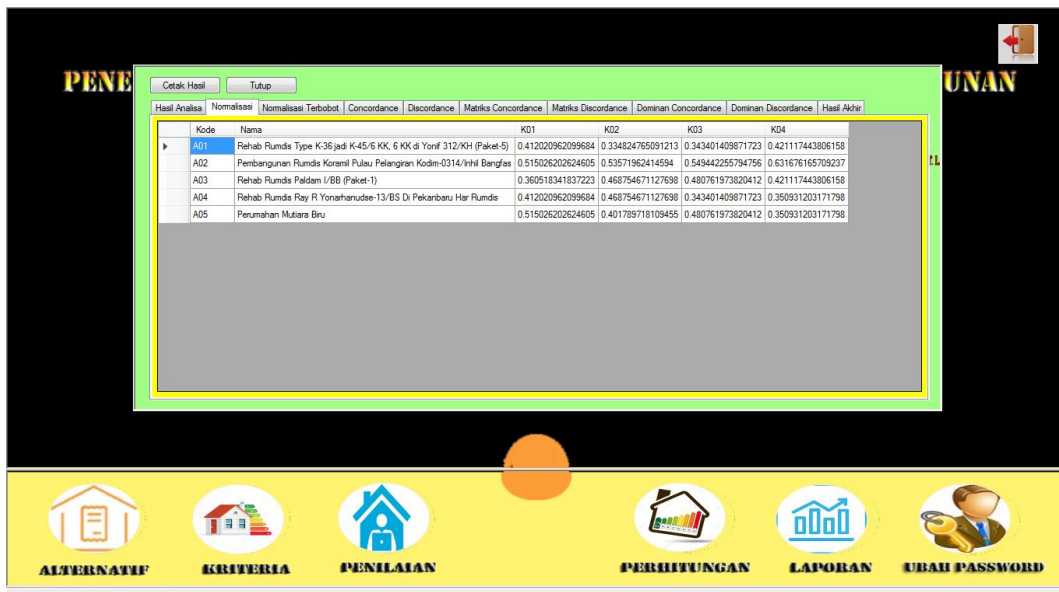 PENE UNAN
Cetak Hasil Tutup
Hasil Analisa Normalisasi Normalisasi Terbobot Concordance Discordance Matriks Concordance Matriks Discordance Dominan Concordance Dominan Discordance Hasil Akhir
Kode Nama K01 K02 K03 K04
A01 Rehab Rumdis Type K-36 jadi K-45/6 KK, 6 KK di Yonif 312/KH (Paket-5) 0.412020962099684 0.334824765091213 0.343401409871723 0.421117443806158
A02 Pembangunan Rumdis Koramil Pulau Pelangiran Kodim-0314/Inhil Bangfas 0.515026202624605 0.53571962414594 0.549442255794756 0.631676165709237
A03 Rehab Rumdis Paldam I/BB (Paket-1) 0.360518341837223 0.468754671127698 0.480761973820412 0.421117443806158
A04 Rehab Rumdis Ray R Yonarhanudse-13/BS Di Pekanbaru Har Rumdis 0.412020962099684 0.468754671127698 0.343401409871723 0.350931203171798
A05 Perumahan Mutiara Biru 0.515026202624605 0.401789718109455 0.480761973820412 0.350931203171798
ALTERNATIF KRITERIA PENILAIAN PERHITUNGAN LAPORAN UBAH PASSWORD